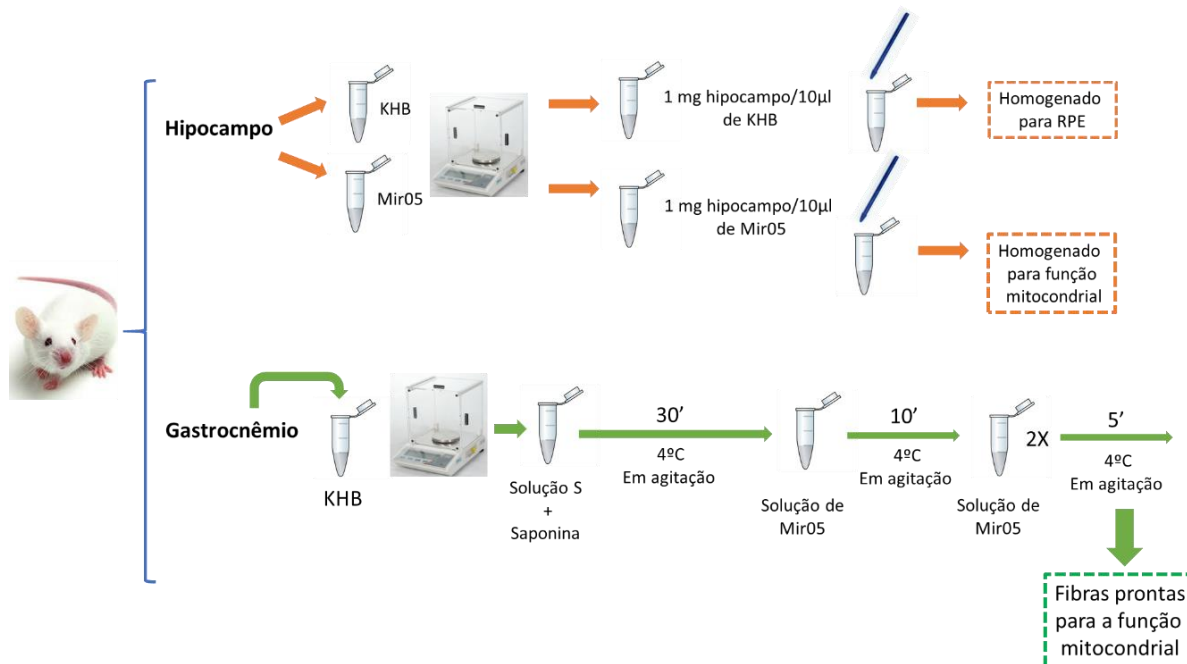 Hipocampo
KHB
Mir05
1 mg hipocampo/10µl
de KHB
1 mg hipocampo/10µl
de Mir05
Homogenado
para RPE
Homogenado
para função
mitocondrial
Gastrocnêmio
KHB
Solução S
+
Saponina
30’
4ºC
Em agitação
Solução de
Mir05
10’
4ºC
Em agitação
Solução de
Mir05
2X
5’
4ºC
Em agitação
Fibras prontas
para a função
mitocondrial